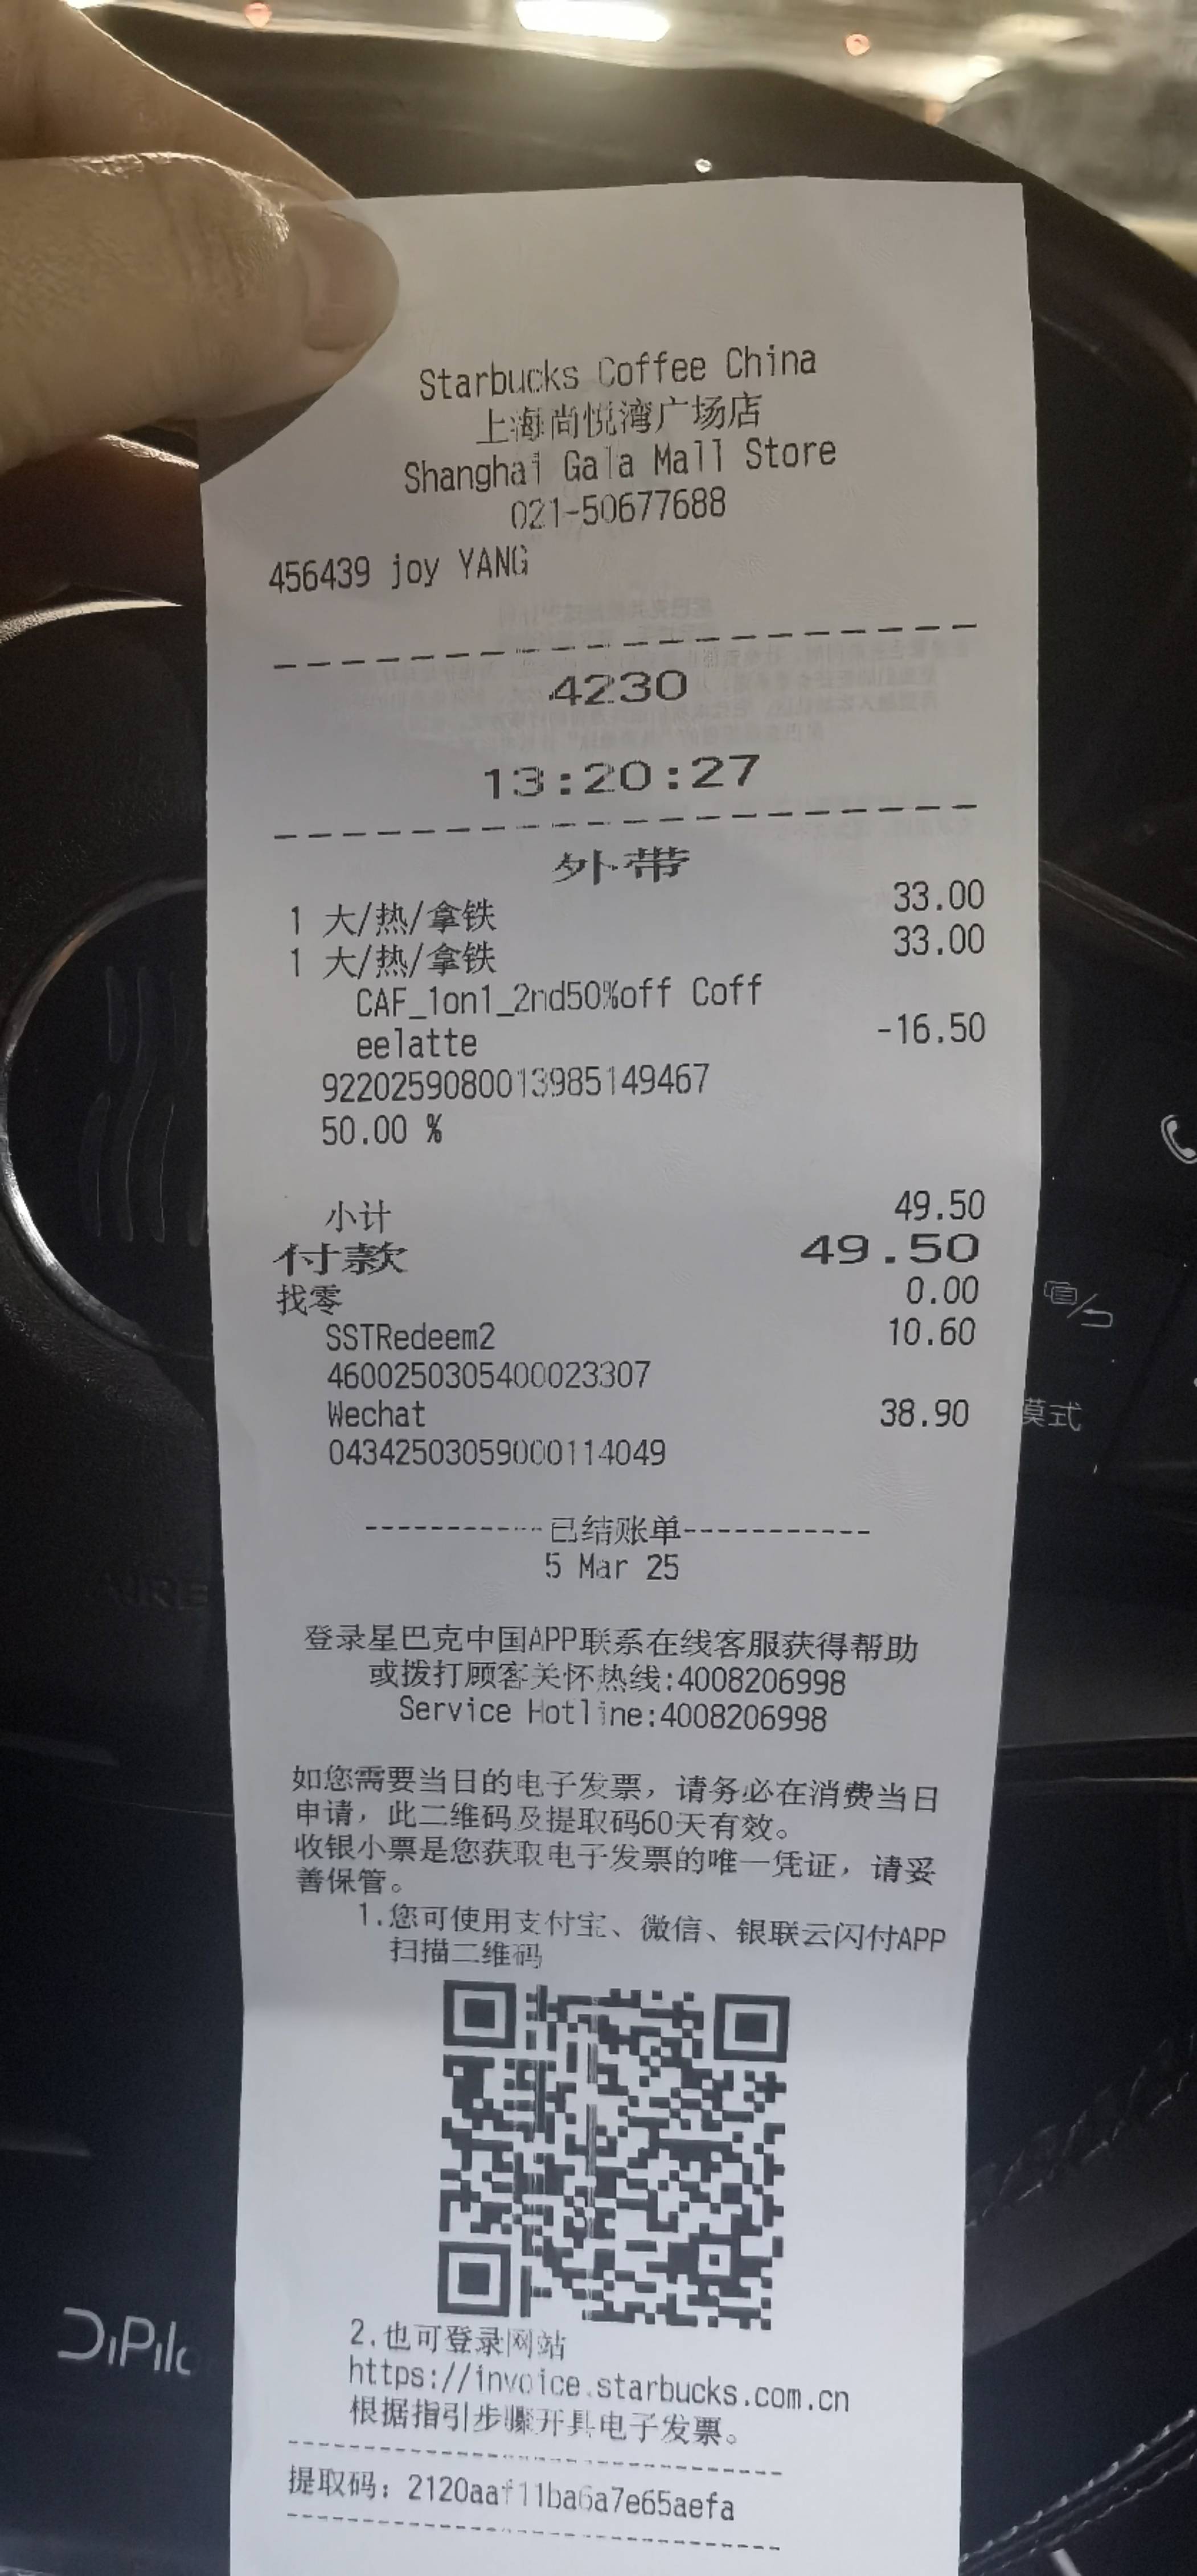 Starbucks Coffee China
上海尚悦湾广场店
Shanghai Gala Mall Store
021-50677688
456439 joy YANG
4230
13:20:27
外带
1 大/热/拿铁 33.00
1 大/热/拿铁 33.00
CAF_1on1_2nd50%off Coff
eelatte -16.50
9220259080013985149467
50.00 %
小计 49.50
付款 49.50
找零 0.00
SSTRedeem2 10.60
4600250305400023307
Wechat 38.90
04342503059000114049
------------已结账单-----------
5 Mar 25
登录星巴克中国APP联系在线客服获得帮助
或拨打顾客关怀热线:4008206998
Service Hotline:4008206998
如您需要当日的电子发票，请务必在消费当日
申请，此二维码及提取码60天有效。
收银小票是您获取电子发票的唯一凭证，请妥
善保管。
1.您可使用支付宝、微信、银联云闪付APP
扫描二维码
2.也可登录网站
https://invoice.starbucks.com.cn
根据指引步骤开具电子发票。
提取码：2120aaf11ba6a7e65aefa
模式